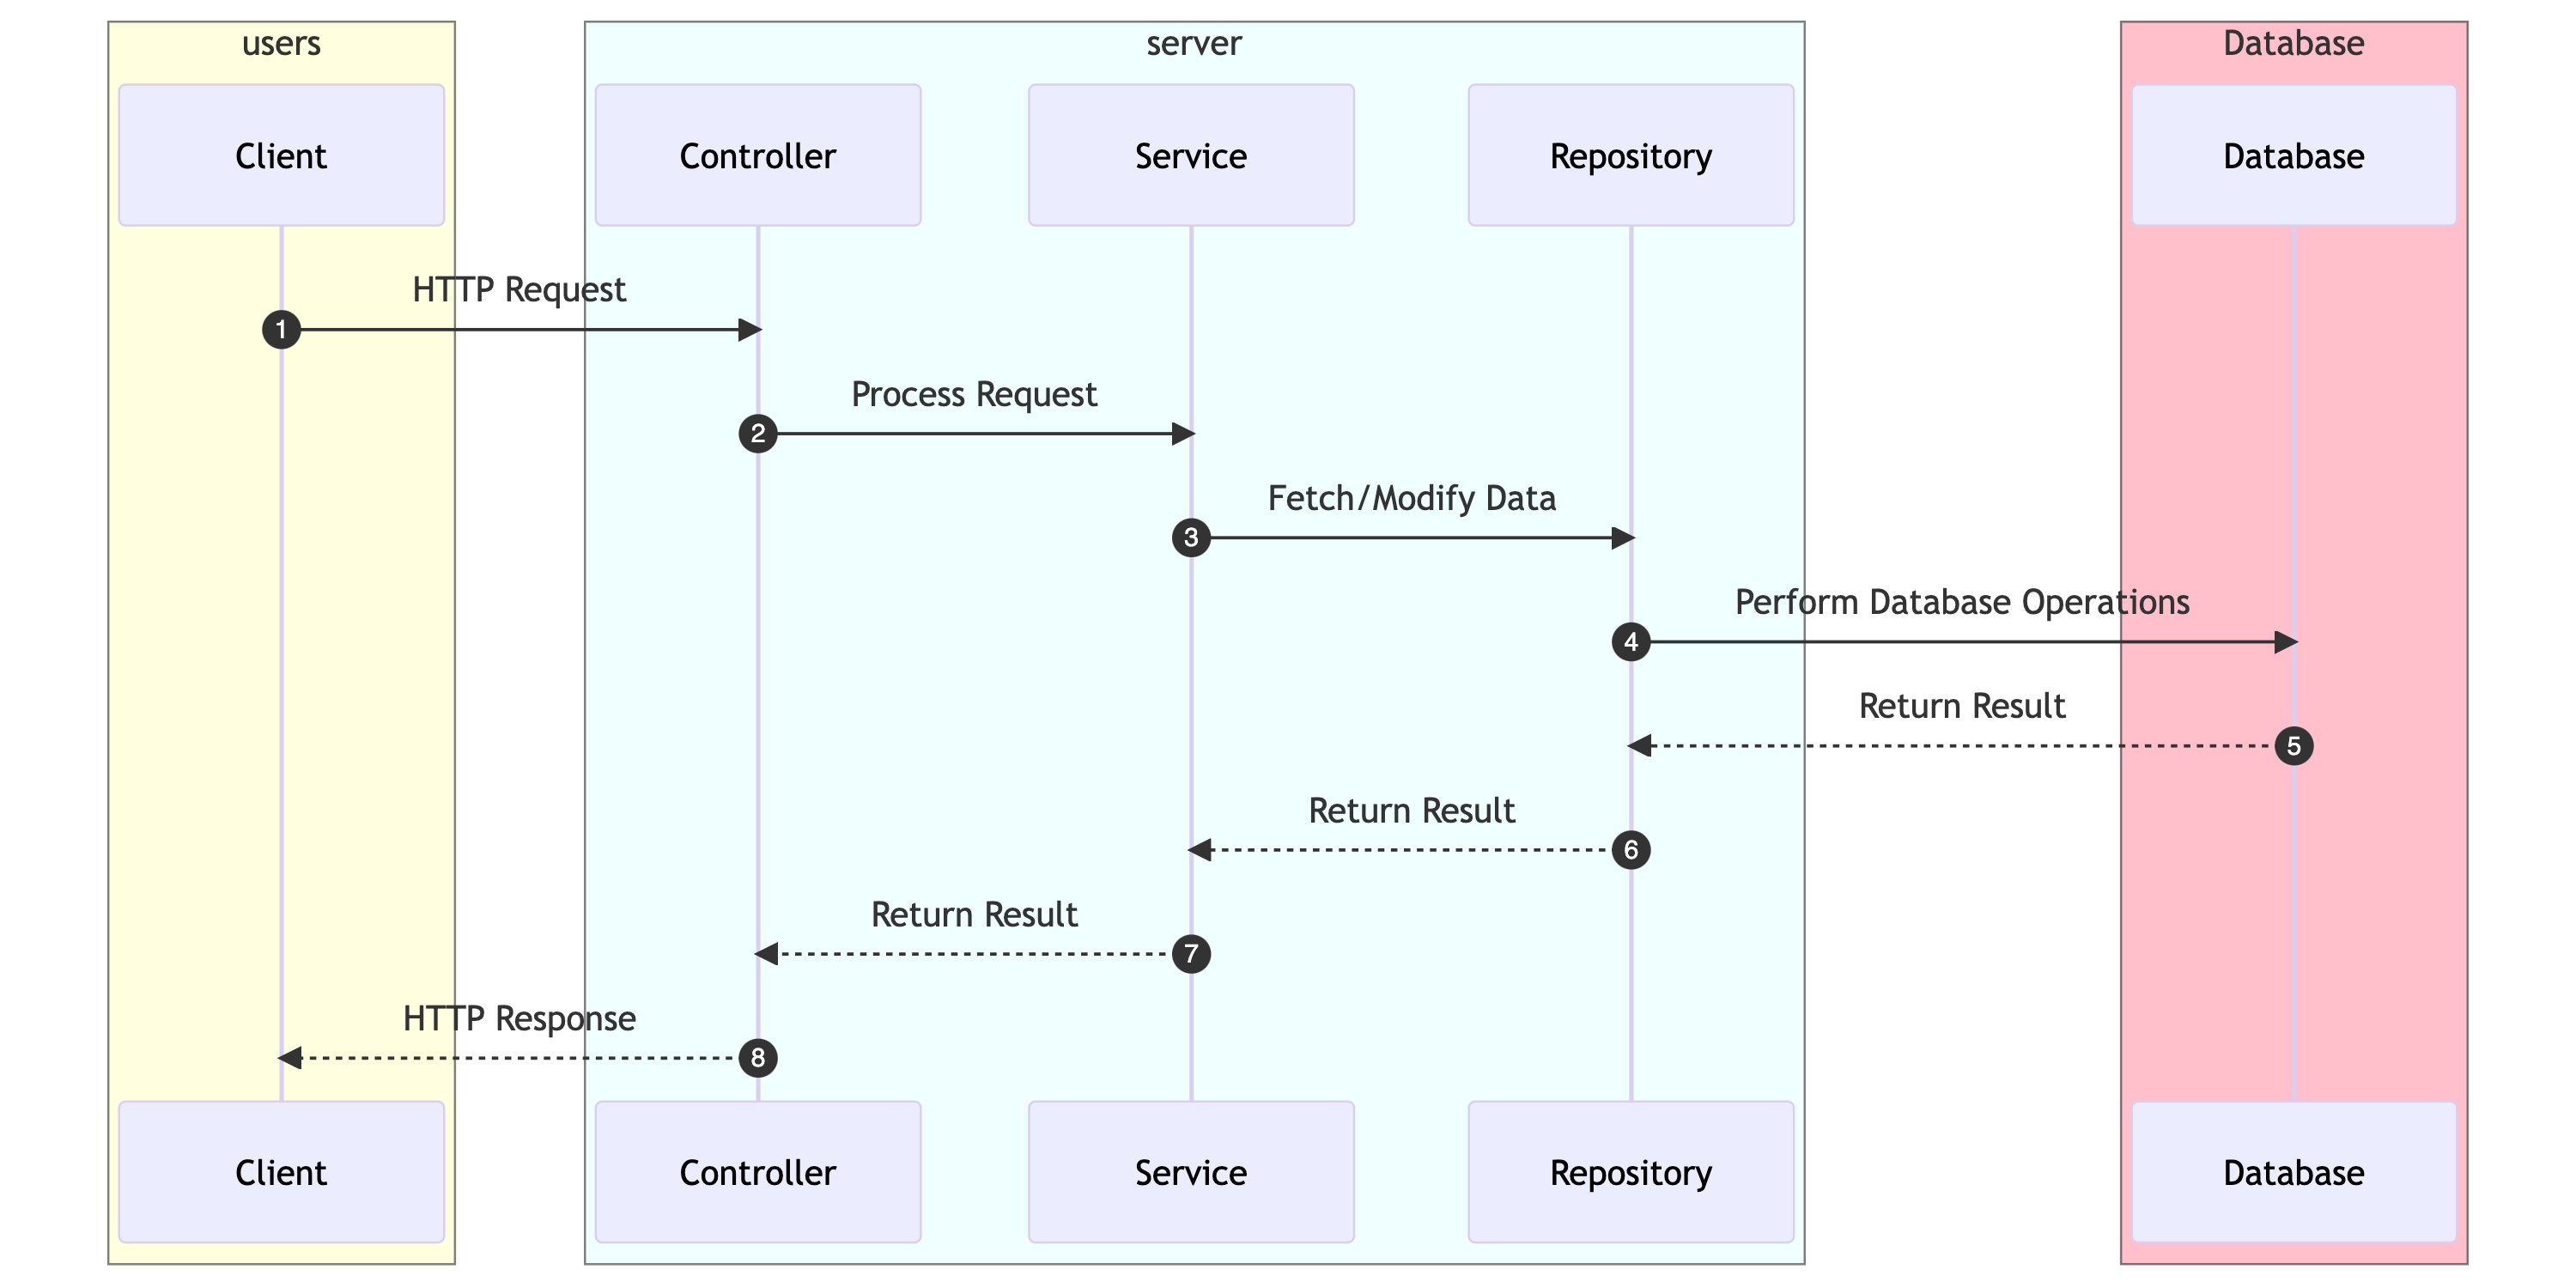 users
server
Database
Client
Controller
Service
Repository
Database
HTTP Request
1
Process Request
2
Fetch/Modify Data
3
Perform Database Operations
4
Return Result
5
Return Result
6
Return Result
7
HTTP Response
8
Client
Controller
Service
Repository
Database